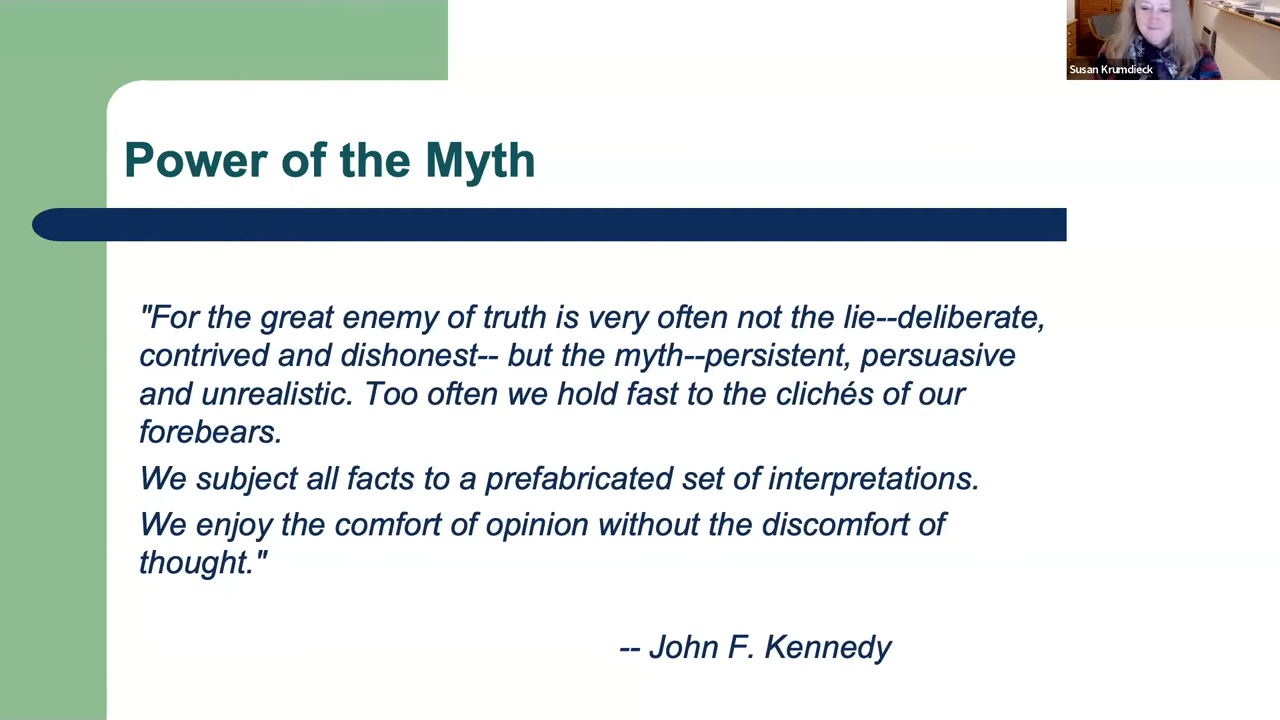 Susan Krumdieck
Power of the Myth
"For the great enemy of truth is very often not the lie--deliberate,
contrived and dishonest-- but the myth--persistent, persuasive
and unrealistic. Too often we hold fast to the clichés of our
forebears.
We subject all facts to a prefabricated set of interpretations.
We enjoy the comfort of opinion without the discomfort of
thought."
-- John F. Kennedy